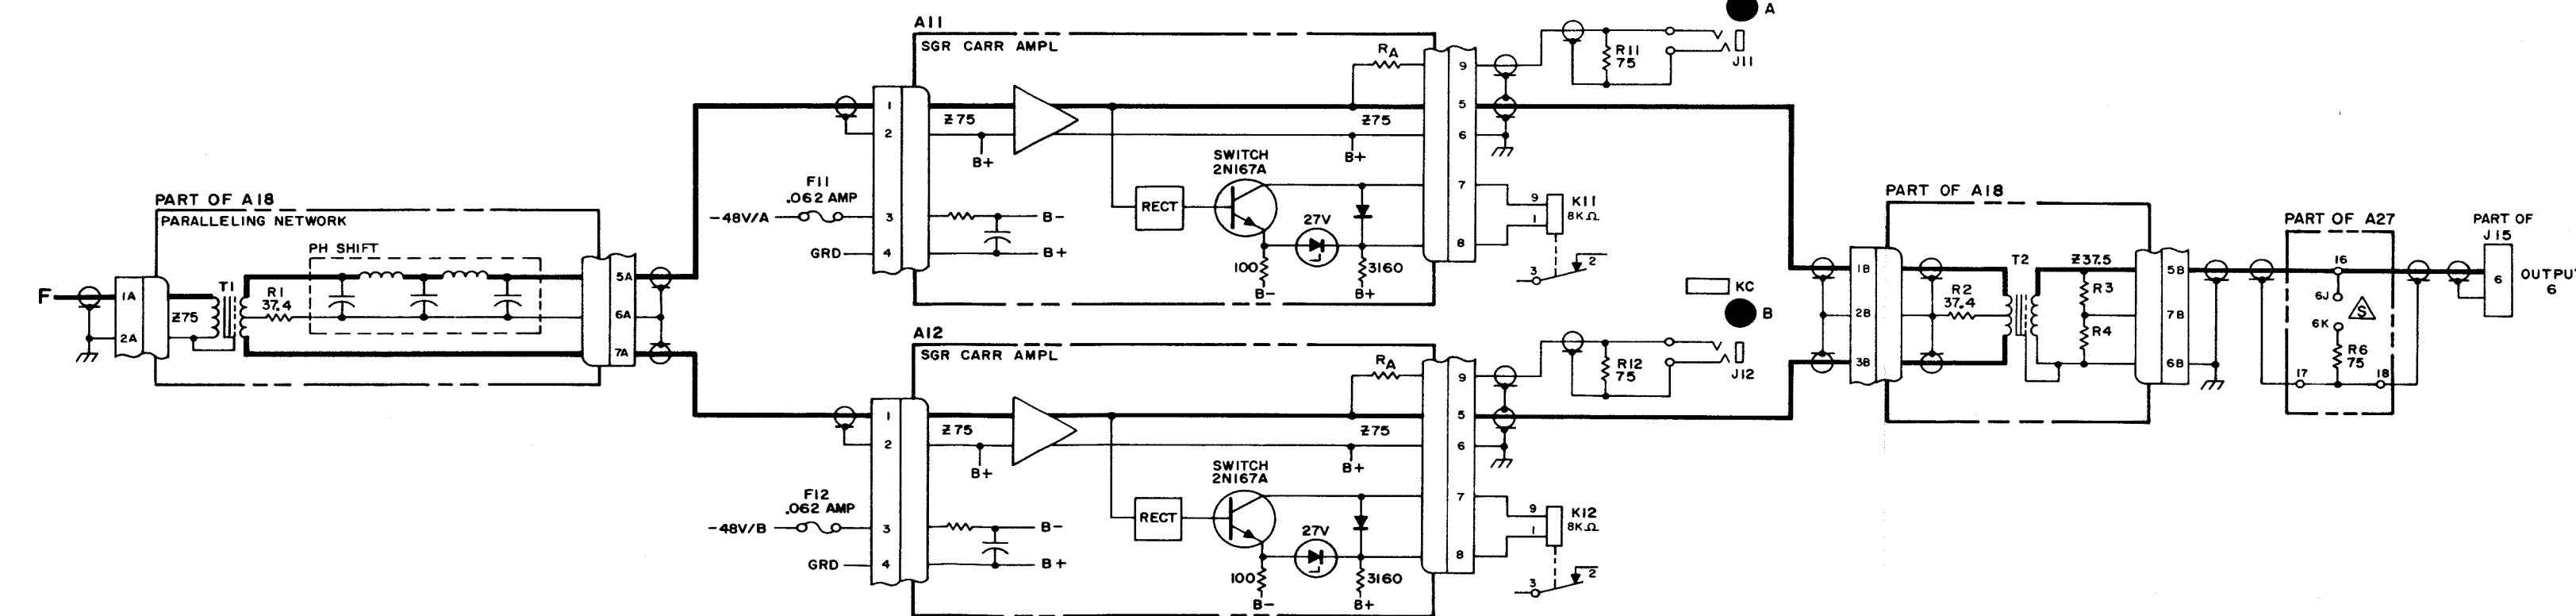 F
PART OF A18
PARALLELING NETWORK
PH SHIFT
1A
2A
Z75
T1
R1
37.4
5A
6A
7A
A11
SGR CARR AMPL
1
2
3
4
F11
.062 AMP
-48V/A
GRD
Z75
B+
B-
B+
RECT
SWITCH
2N167A
27V
100
B-
3160
B+
RA
Z75
B+
9
5
6
7
8
R11
75
J11
A
9
1
K11
8KΩ
3
2
KC
B
A12
SGR CARR AMPL
1
2
3
4
F12
.062 AMP
-48V/B
GRD
Z75
B+
B-
B+
RECT
SWITCH
2N167A
27V
100
B-
3160
B+
RA
Z75
B+
9
5
6
7
8
R12
75
J12
9
1
K12
8KΩ
3
2
PART OF A18
1B
2B
3B
R2
37.4
T2
Z37.5
R3
R4
5B
7B
6B
PART OF A27
16
6J
S
6K
R6
75
17
18
PART OF
J15
6
OUTPUT
6